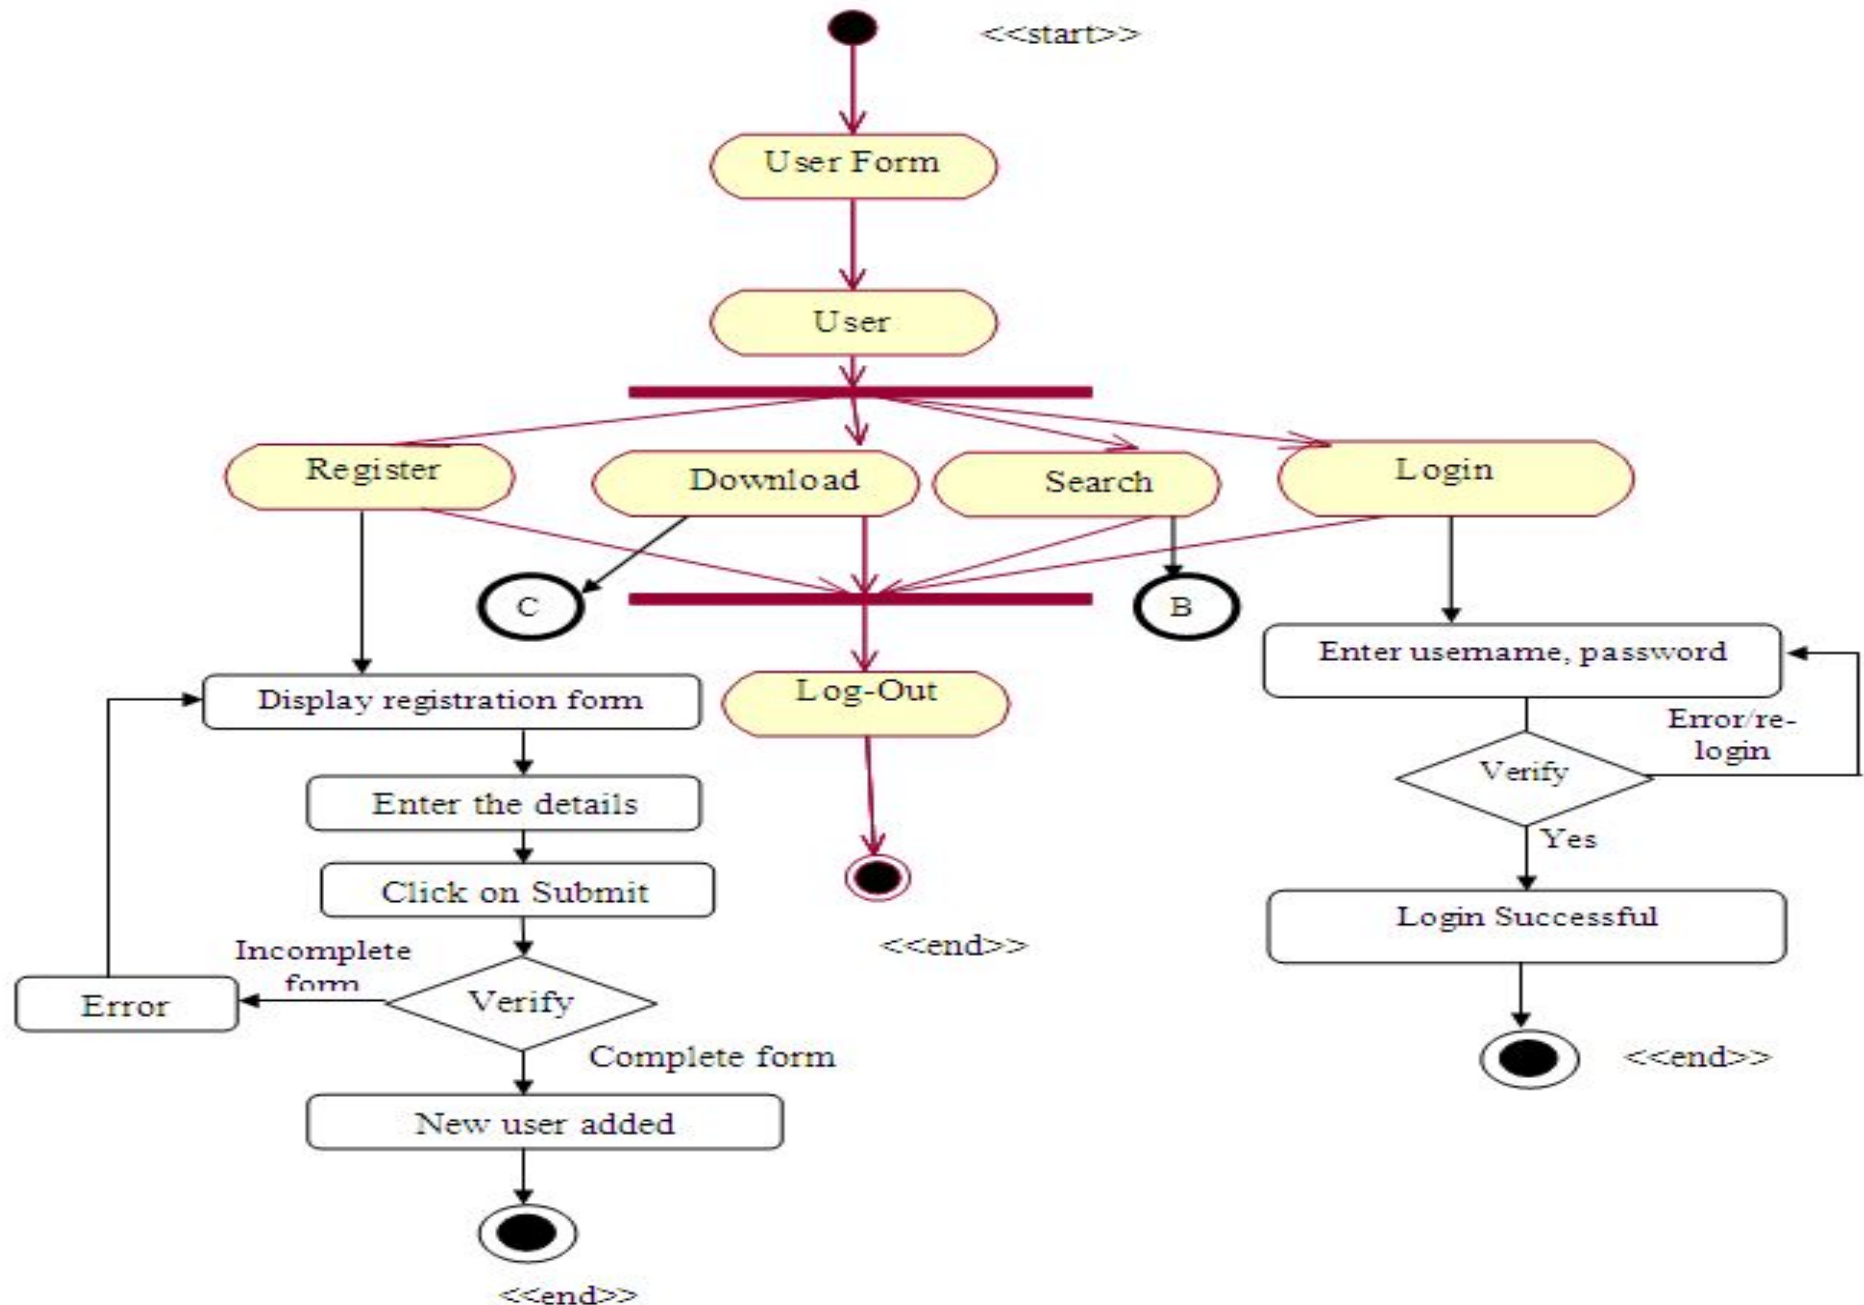 <<start>>
User Form
User
Register
Download
Search
Login
C
B
Enter username, password
Display registration form
Log-Out
Error/re-
login
Verify
Enter the details
Yes
Click on Submit
Login Successful
<<end>>
Incomplete
form
Verify
Error
Complete form
<<end>>
New user added
<<end>>